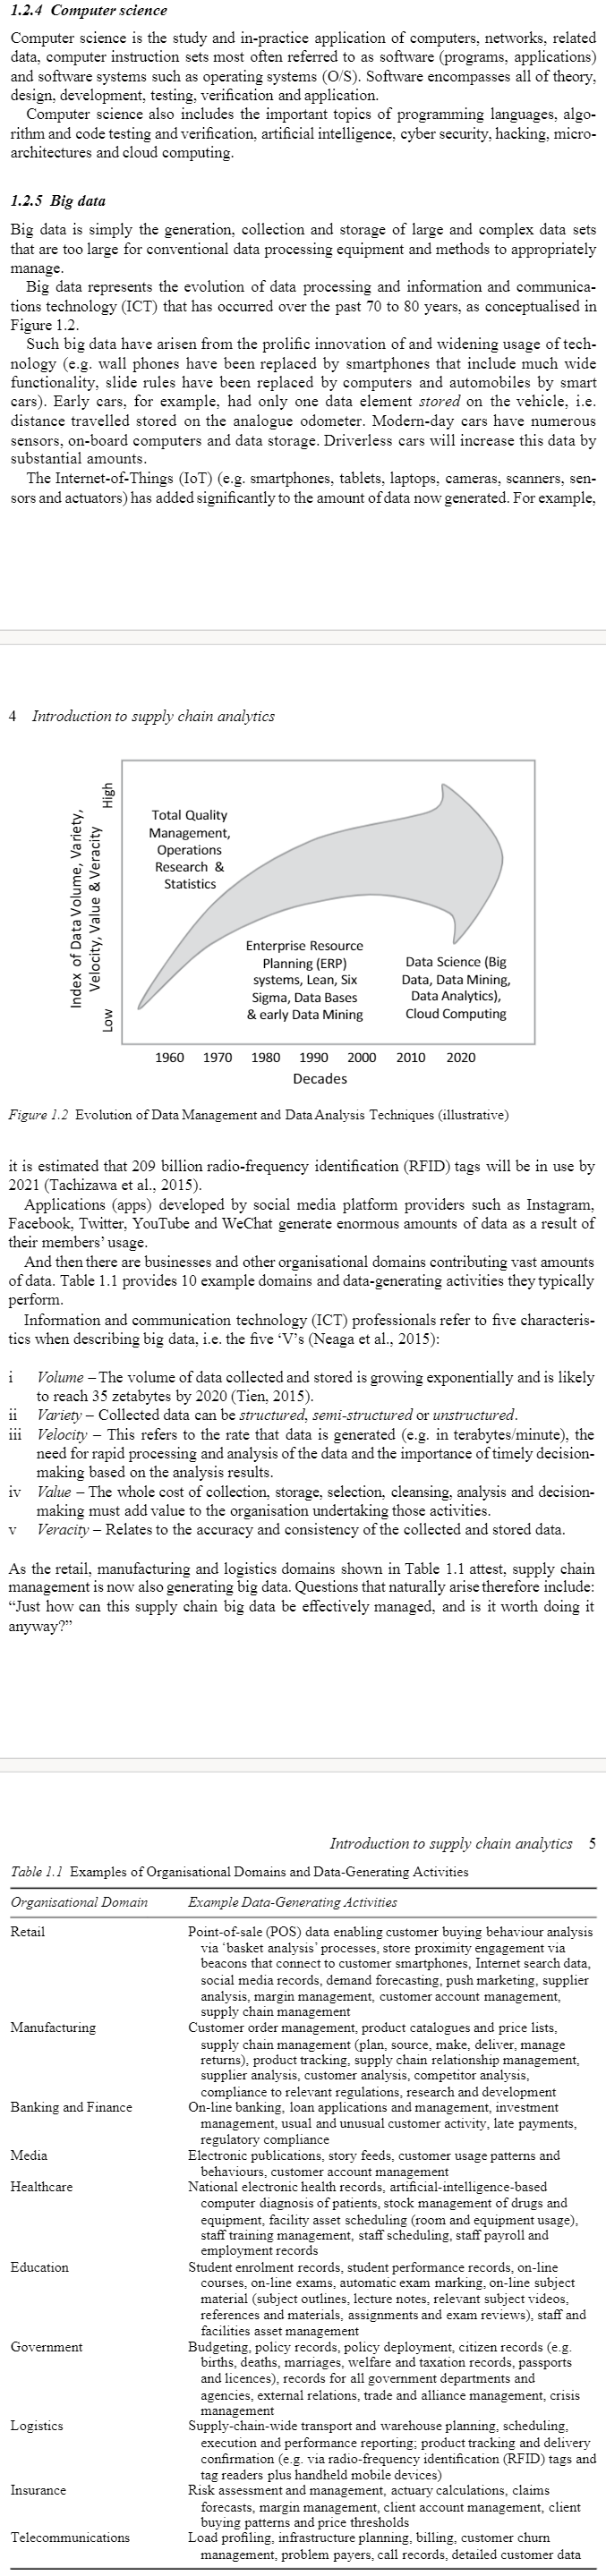 1.2.4 Computer science
Computer science is the study and in-practice application of computers, networks, related
data, computer instruction sets most often referred to as software (programs, applications)
and software systems such as operating systems (O/S). Software encompasses all of theory,
design, development, testing, verification and application.
Computer science also includes the important topics of programming languages, algo-
rithm and code testing and verification, artificial intelligence, cyber security, hacking, micro-
architectures and cloud computing.
1.2.5 Big data
Big data is simply the generation, collection and storage of large and complex data sets
that are too large for conventional data processing equipment and methods to appropriately
manage.
Big data represents the evolution of data processing and information and communica-
tions technology (ICT) that has occurred over the past 70 to 80 years, as conceptualised in
Figure 1.2.
Such big data have arisen from the prolific innovation of and widening usage of tech-
nology (e.g. wall phones have been replaced by smartphones that include much wide
functionality, slide rules have been replaced by computers and automobiles by smart
cars). Early cars, for example, had only one data element stored on the vehicle, i.e.
distance travelled stored on the analogue odometer. Modern-day cars have numerous
sensors, on-board computers and data storage. Driverless cars will increase this data by
substantial amounts.
The Internet-of-Things (IoT) (e.g. smartphones, tablets, laptops, cameras, scanners, sen-
sors and actuators) has added significantly to the amount of data now generated. For example,
4 Introduction to supply chain analytics
Index of Data Volume, Variety,
Velocity, Value & Veracity
Low
High
Total Quality
Management,
Operations
Research &
Statistics
Enterprise Resource
Planning (ERP)
systems, Lean, Six
Sigma, Data Bases
& early Data Mining
Data Science (Big
Data, Data Mining,
Data Analytics),
Cloud Computing
1960 1970 1980 1990 2000 2010 2020
Decades
Figure 1.2 Evolution of Data Management and Data Analysis Techniques (illustrative)
it is estimated that 209 billion radio-frequency identification (RFID) tags will be in use by
2021 (Tachizawa et al., 2015).
Applications (apps) developed by social media platform providers such as Instagram,
Facebook, Twitter, YouTube and WeChat generate enormous amounts of data as a result of
their members' usage.
And then there are businesses and other organisational domains contributing vast amounts
of data. Table 1.1 provides 10 example domains and data-generating activities they typically
perform.
Information and communication technology (ICT) professionals refer to five characteris-
tics when describing big data, i.e. the five 'V's (Neaga et al., 2015):
i Volume – The volume of data collected and stored is growing exponentially and is likely
to reach 35 zetabytes by 2020 (Tien, 2015).
ii Variety – Collected data can be structured, semi-structured or unstructured.
iii Velocity – This refers to the rate that data is generated (e.g. in terabytes/minute), the
need for rapid processing and analysis of the data and the importance of timely decision-
making based on the analysis results.
iv Value – The whole cost of collection, storage, selection, cleansing, analysis and decision-
making must add value to the organisation undertaking those activities.
v Veracity – Relates to the accuracy and consistency of the collected and stored data.
As the retail, manufacturing and logistics domains shown in Table 1.1 attest, supply chain
management is now also generating big data. Questions that naturally arise therefore include:
"Just how can this supply chain big data be effectively managed, and is it worth doing it
anyway?"
Introduction to supply chain analytics 5
Table 1.1 Examples of Organisational Domains and Data-Generating Activities
Organisational Domain Example Data-Generating Activities
Retail Point-of-sale (POS) data enabling customer buying behaviour analysis
via 'basket analysis' processes, store proximity engagement via
beacons that connect to customer smartphones, Internet search data,
social media records, demand forecasting, push marketing, supplier
analysis, margin management, customer account management,
supply chain management
Manufacturing Customer order management, product catalogues and price lists,
supply chain management (plan, source, make, deliver, manage
returns), product tracking, supply chain relationship management,
supplier analysis, customer analysis, competitor analysis,
compliance to relevant regulations, research and development
Banking and Finance On-line banking, loan applications and management, investment
management, usual and unusual customer activity, late payments,
regulatory compliance
Media Electronic publications, story feeds, customer usage patterns and
behaviours, customer account management
Healthcare National electronic health records, artificial-intelligence-based
computer diagnosis of patients, stock management of drugs and
equipment, facility asset scheduling (room and equipment usage),
staff training management, staff scheduling, staff payroll and
employment records
Education Student enrolment records, student performance records, on-line
courses, on-line exams, automatic exam marking, on-line subject
material (subject outlines, lecture notes, relevant subject videos,
references and materials, assignments and exam reviews), staff and
facilities asset management
Government Budgeting, policy records, policy deployment, citizen records (e.g.
births, deaths, marriages, welfare and taxation records, passports
and licences), records for all government departments and
agencies, external relations, trade and alliance management, crisis
management
Logistics Supply-chain-wide transport and warehouse planning, scheduling,
execution and performance reporting; product tracking and delivery
confirmation (e.g. via radio-frequency identification (RFID) tags and
tag readers plus handheld mobile devices)
Insurance Risk assessment and management, actuary calculations, claims
forecasts, margin management, client account management, client
buying patterns and price thresholds
Telecommunications Load profiling, infrastructure planning, billing, customer churn
management, problem payers, call records, detailed customer data